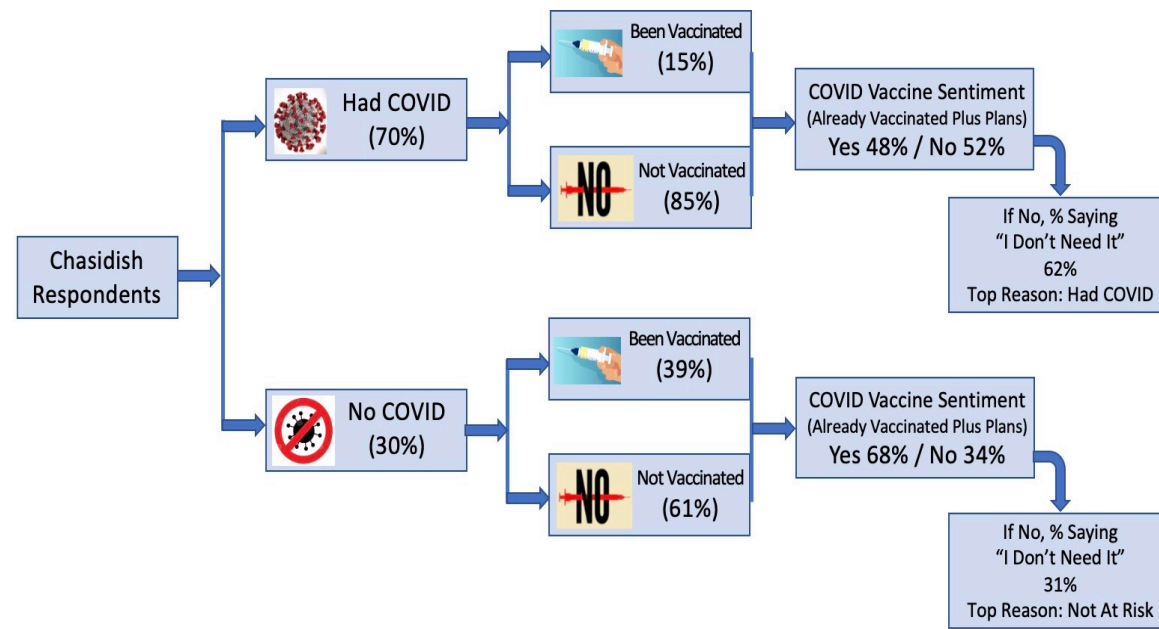 Chasidish
Respondents
Had COVID
(70%)
Been Vaccinated
(15%)
NO
Not Vaccinated
(85%)
COVID Vaccine Sentiment
(Already Vaccinated Plus Plans)
Yes 48% / No 52%
If No, % Saying
“I Don’t Need It”
62%
Top Reason: Had COVID
No COVID
(30%)
Been Vaccinated
(39%)
NO
Not Vaccinated
(61%)
COVID Vaccine Sentiment
(Already Vaccinated Plus Plans)
Yes 68% / No 34%
If No, % Saying
“I Don’t Need It”
31%
Top Reason: Not At Risk